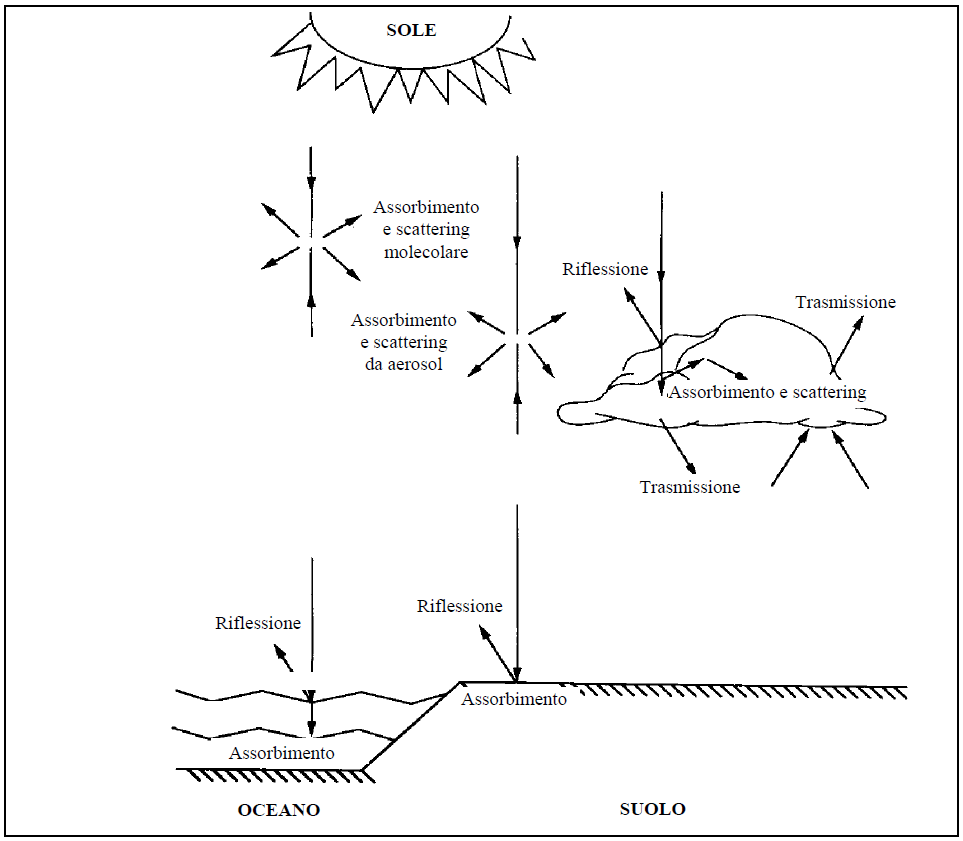 SOLE
Assorbimento
e scattering
molecolare
Riflessione
Trasmissione
Assorbimento
e scattering
da aerosol
Assorbimento e scattering
Trasmissione
Riflessione
Riflessione
Assorbimento
Assorbimento
OCEANO
SUOLO